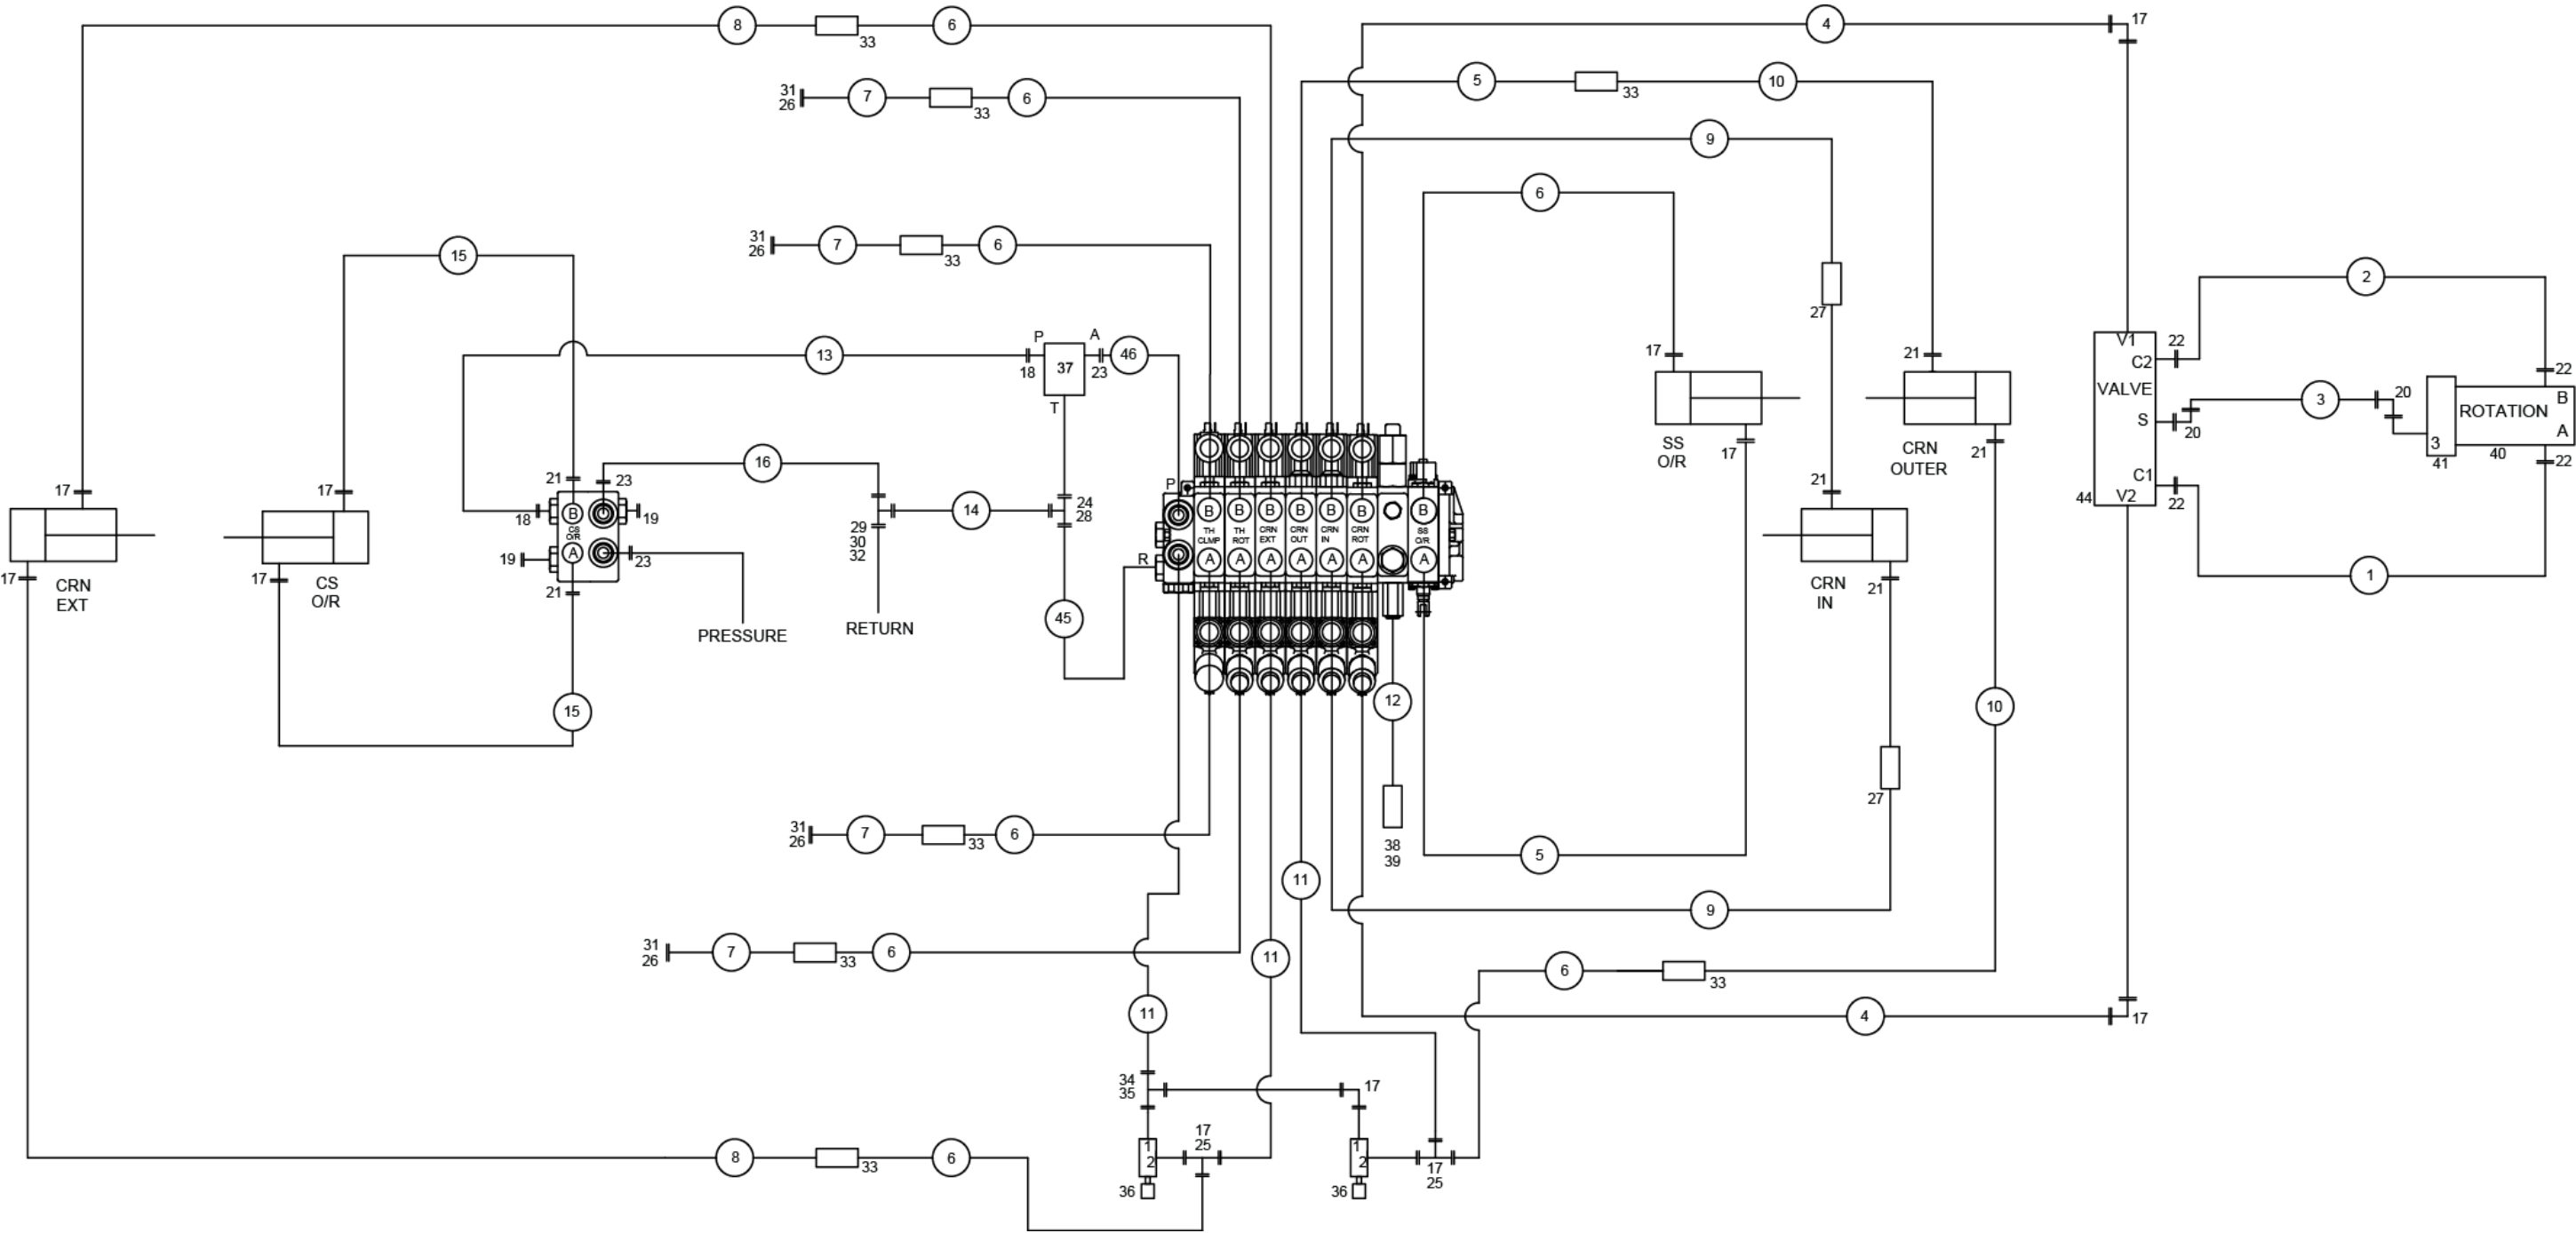 8
33
6
4
17
31
26
7
33
6
5
33
10
9
6
31
26
7
33
6
15
2
27
13
P
A
46
18
37
23
T
17
21
V1
C2
22
22
VALVE
3
20
ROTATION
B
S
20
A
3
41
40
22
SS
O/R
17
CRN
OUTER
21
C1
V2
44
22
16
21
23
17
17
18
B
CS
O/R
19
A
19
23
21
14
24
28
29
30
32
P
R
B
B
B
B
B
B
B
TH
CLMP
TH
ROT
CRN
EXT
CRN
OUT
CRN
IN
CRN
ROT
SS
O/R
A
A
A
A
A
A
A
21
CRN
IN
21
1
17
CRN
EXT
17
CS
O/R
PRESSURE
RETURN
45
15
12
10
27
31
26
7
33
6
38
39
5
11
9
31
26
7
33
6
11
6
33
11
4
17
34
35
17
17
25
1
2
36
1
2
36
17
25
8
33
6